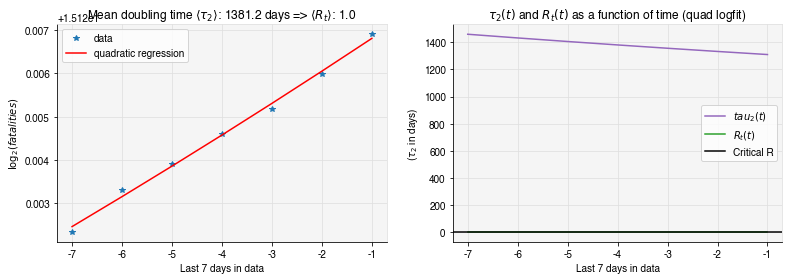 Mean doubling time ⟨τ₂⟩: 1381.2 days => ⟨Rₜ⟩: 1.0
+1.512e1
0.007
0.006
0.005
0.004
0.003
log₂(fatalities)
data
quadratic regression
-7 -6 -5 -4 -3 -2 -1
Last 7 days in data
τ₂(t) and Rₜ(t) as a function of time (quad logfit)
1400
1200
1000
800
600
400
200
0
(τ₂ in days)
tau₂(t)
Rₜ(t)
Critical R
-7 -6 -5 -4 -3 -2 -1
Last 7 days in data